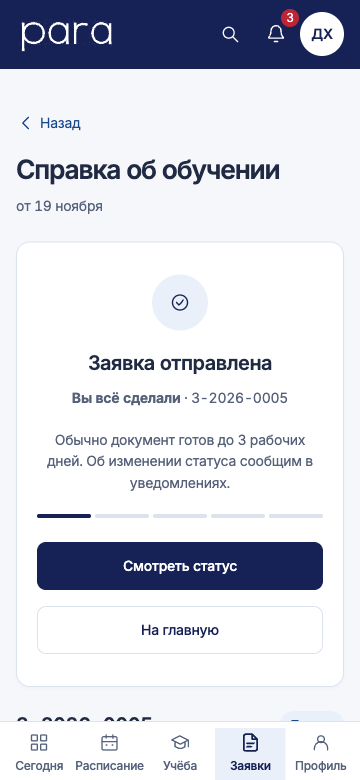 para
3
ДХ
Назад
Справка об обучении
от 19 ноября
Заявка отправлена
Вы всё сделали · З-2026-0005
Обычно документ готов до 3 рабочих
дней. Об изменении статуса сообщим в
уведомлениях.
Смотреть статус
На главную
Сегодня
Расписание
Учёба
Заявки
Профиль